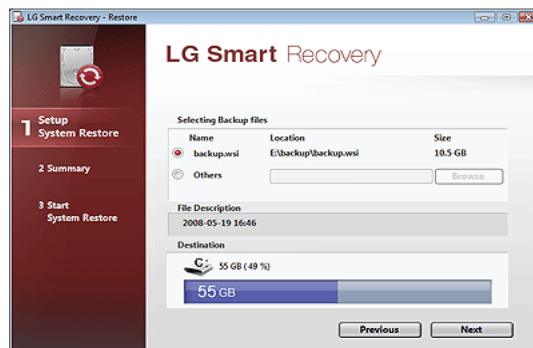 LG Smart Recovery - Restore
LG Smart Recovery
1 Setup
System Restore
2 Summary
3 Start
System Restore
Selecting Backup files
Name Location Size
backup.wsi E:\backup\backup.wsi 10.5 GB
Others Browse
File Description
2008-05-19 16:46
Destination
C: 55 GB ( 49 %)
55 GB
Previous Next